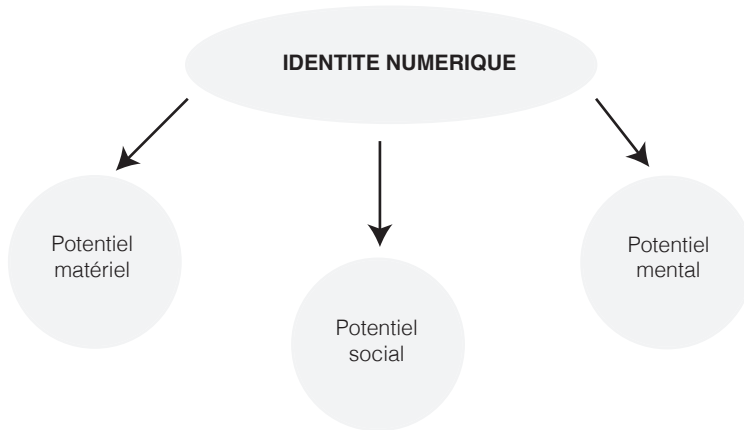 IDENTITE NUMERIQUE
Potentiel
matériel
Potentiel
social
Potentiel
mental